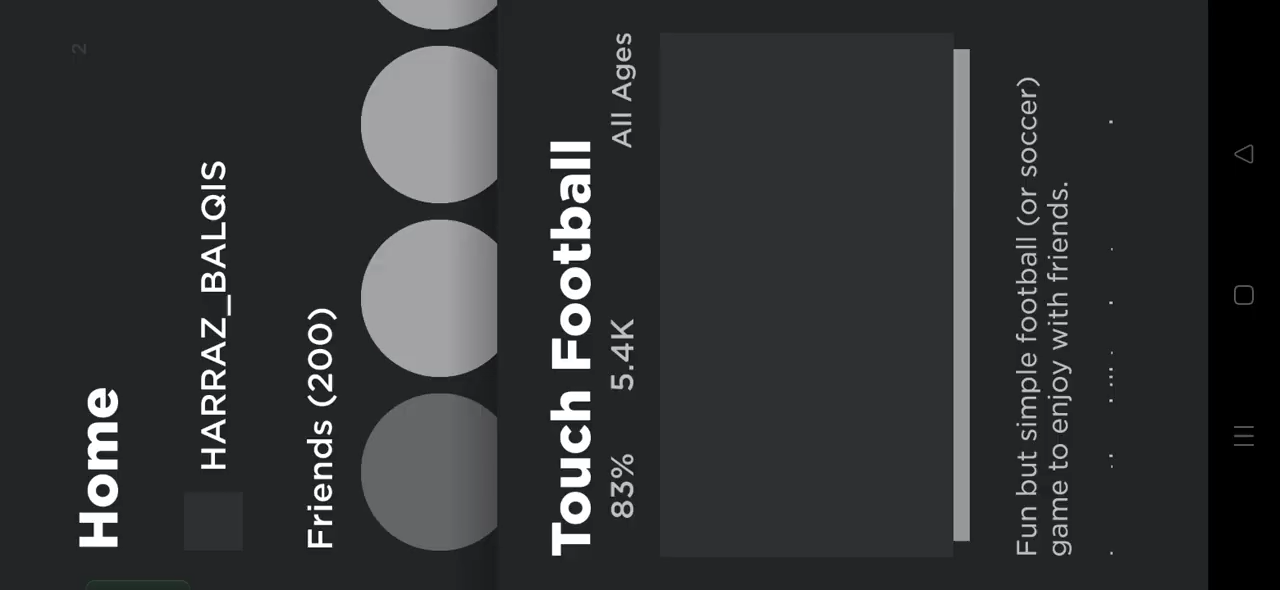 2
Home
HARRAZ_BALQIS
Friends (200)
Touch Football
83% 5.4K All Ages
Fun but simple football (or soccer)
game to enjoy with friends.